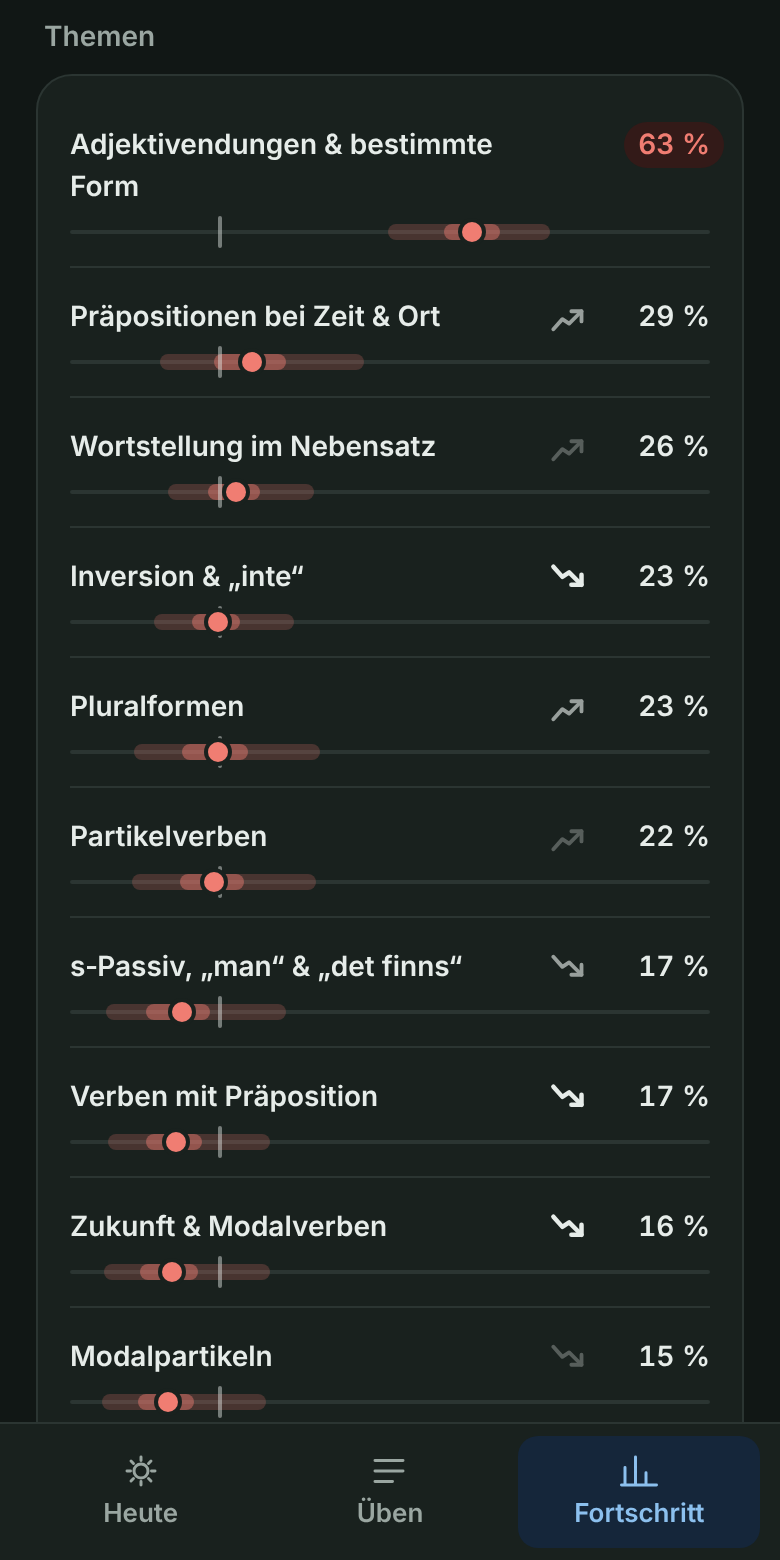 Themen
Adjektivendungen & bestimmte
Form
63 %
Präpositionen bei Zeit & Ort
29 %
Wortstellung im Nebensatz
26 %
Inversion & „inte“
23 %
Pluralformen
23 %
Partikelverben
22 %
s-Passiv, „man“ & „det finns“
17 %
Verben mit Präposition
17 %
Zukunft & Modalverben
16 %
Modalpartikeln
15 %
Heute
Üben
Fortschritt